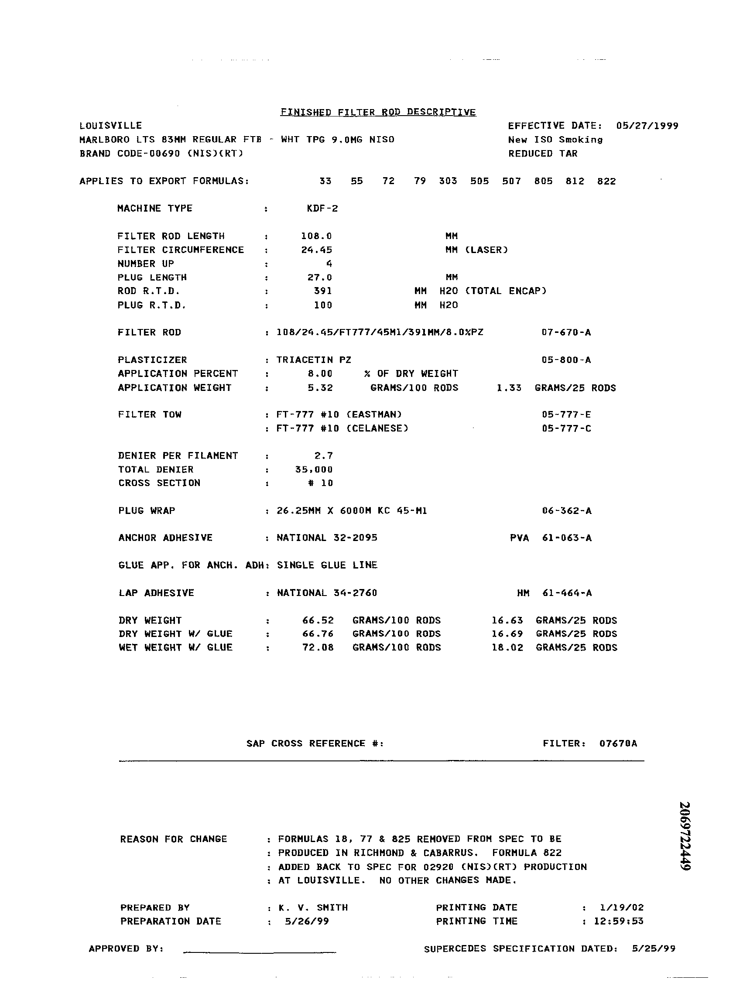 FINISHED FILTER ROD DESCRIPTIVE
LOUISVILLE EFFECTIVE DATE: 05/27/1999
MARLBORO LTS 83MM REGULAR FTB - WHT TPG 9.0MG NISO New ISO Smoking
BRAND CODE-00690 (NIS)(RT) REDUCED TAR
APPLIES TO EXPORT FORMULAS: 33 55 72 79 303 505 507 805 812 822
MACHINE TYPE : KDF-2
FILTER ROD LENGTH : 108.0 MM
FILTER CIRCUMFERENCE : 24.45 MM (LASER)
NUMBER UP : 4
PLUG LENGTH : 27.0 MM
ROD R.T.D. : 391 MM H2O (TOTAL ENCAP)
PLUG R.T.D. : 100 MM H2O
FILTER ROD : 108/24.45/FT777/45M1/391MM/8.0%PZ 07-670-A
PLASTICIZER : TRIACETIN PZ 05-800-A
APPLICATION PERCENT : 8.00 % OF DRY WEIGHT
APPLICATION WEIGHT : 5.32 GRAMS/100 RODS 1.33 GRAMS/25 RODS
FILTER TOW : FT-777 #10 (EASTMAN) 05-777-E
: FT-777 #10 (CELANESE) 05-777-C
DENIER PER FILAMENT : 2.7
TOTAL DENIER : 35,000
CROSS SECTION : # 10
PLUG WRAP : 26.25MM X 6000M KC 45-M1 06-362-A
ANCHOR ADHESIVE : NATIONAL 32-2095 PVA 61-063-A
GLUE APP. FOR ANCH. ADH: SINGLE GLUE LINE
LAP ADHESIVE : NATIONAL 34-2760 HM 61-464-A
DRY WEIGHT : 66.52 GRAMS/100 RODS 16.63 GRAMS/25 RODS
DRY WEIGHT W/ GLUE : 66.76 GRAMS/100 RODS 16.69 GRAMS/25 RODS
WET WEIGHT W/ GLUE : 72.08 GRAMS/100 RODS 18.02 GRAMS/25 RODS
SAP CROSS REFERENCE #: FILTER: 07670A
REASON FOR CHANGE : FORMULAS 18, 77 & 825 REMOVED FROM SPEC TO BE
: PRODUCED IN RICHMOND & CABARRUS. FORMULA 822
: ADDED BACK TO SPEC FOR 02920 (NIS)(RT) PRODUCTION
: AT LOUISVILLE. NO OTHER CHANGES MADE.
PREPARED BY : K. V. SMITH PRINTING DATE : 1/19/02
PREPARATION DATE : 5/26/99 PRINTING TIME : 12:59:53
APPROVED BY: SUPERCEDES SPECIFICATION DATED: 5/25/99
2069722449